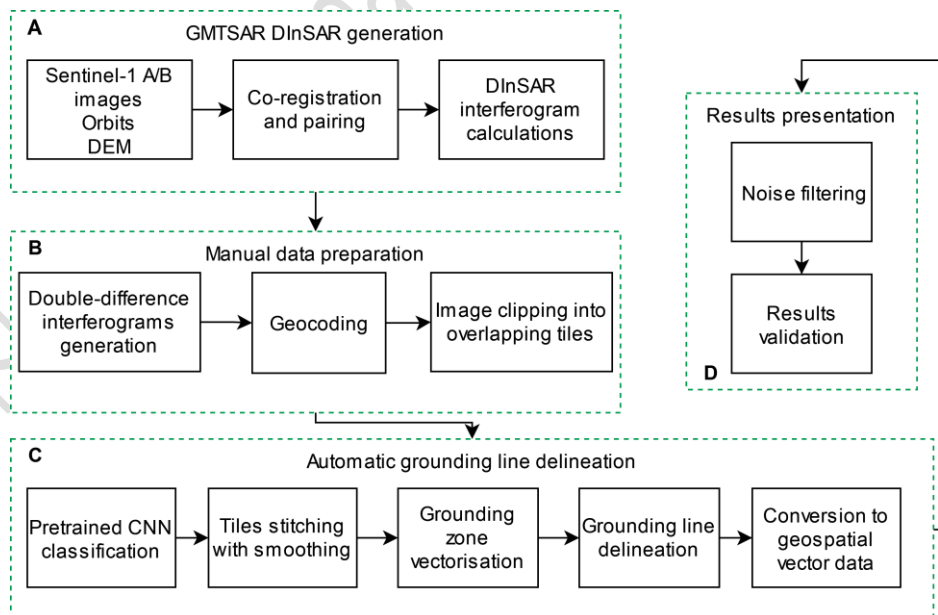 A
GMTSAR DInSAR generation
Sentinel-1 A/B
images
Orbits
DEM
Co-registration
and pairing
DInSAR
interferogram
calculations
B
Manual data preparation
Double-difference
interferograms
generation
Geocoding
Image clipping into
overlapping tiles
C
Automatic grounding line delineation
Pretrained CNN
classification
Tiles stitching
with smoothing
Grounding
zone
vectorisation
Grounding line
delineation
Conversion to
geospatial
vector data
Results presentation
Noise filtering
Results
validation
D